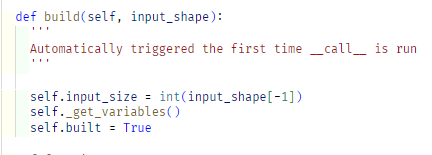 def build(self, input_shape):
'''
Automatically triggered the first time __call__ is run
'''
self.input_size = int(input_shape[-1])
self._get_variables()
self.built = True